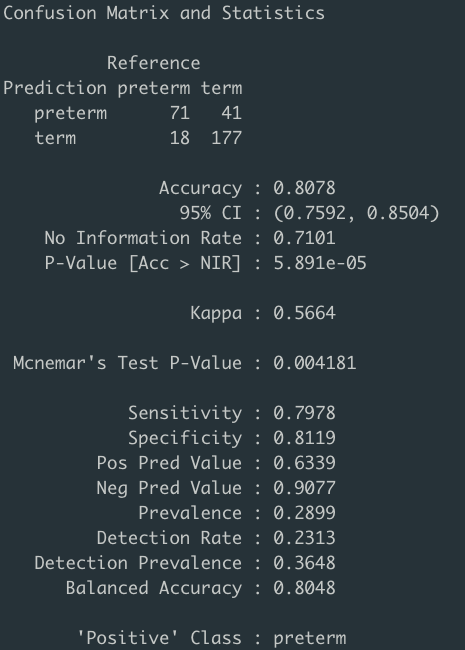 Confusion Matrix and Statistics
Reference
Prediction preterm term
preterm 71 41
term 18 177
Accuracy : 0.8078
95% CI : (0.7592, 0.8504)
No Information Rate : 0.7101
P-Value [Acc > NIR] : 5.891e-05
Kappa : 0.5664
Mcnemar's Test P-Value : 0.004181
Sensitivity : 0.7978
Specificity : 0.8119
Pos Pred Value : 0.6339
Neg Pred Value : 0.9077
Prevalence : 0.2899
Detection Rate : 0.2313
Detection Prevalence : 0.3648
Balanced Accuracy : 0.8048
'Positive' Class : preterm